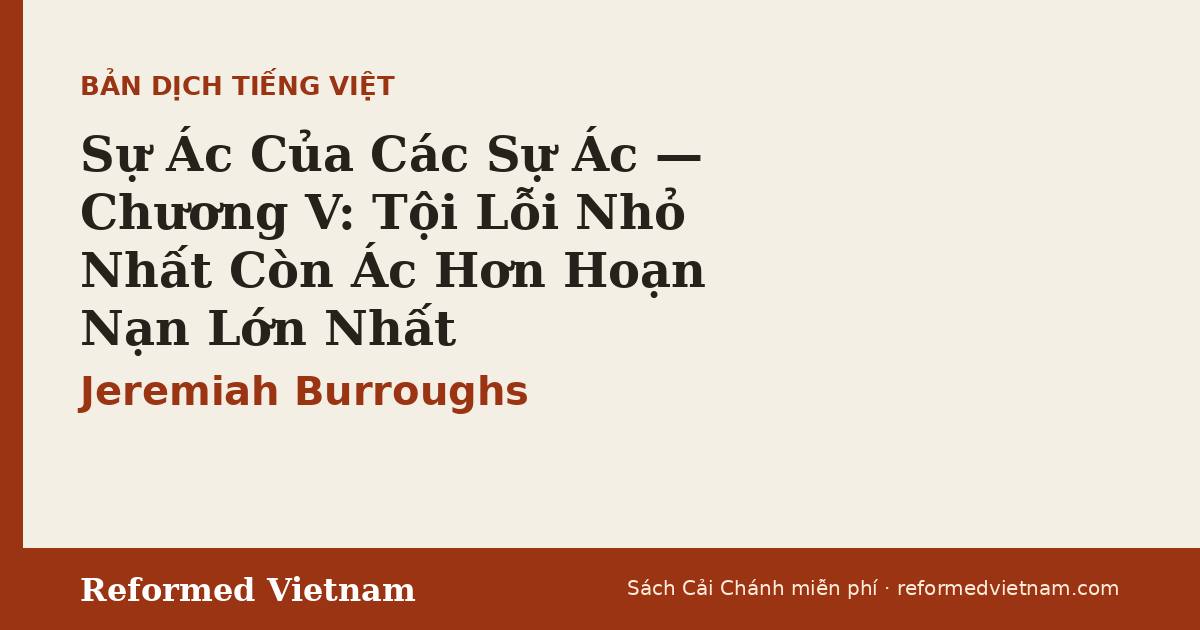 BẢN DỊCH TIẾNG VIỆT
Sự Ác Của Các Sự Ác —
Chương V: Tội Lỗi Nhỏ
Nhất Còn Ác Hơn Hoạn
Nạn Lớn Nhất
Jeremiah Burroughs
Reformed Vietnam
Sách Cải Chánh miễn phí · reformedvietnam.com